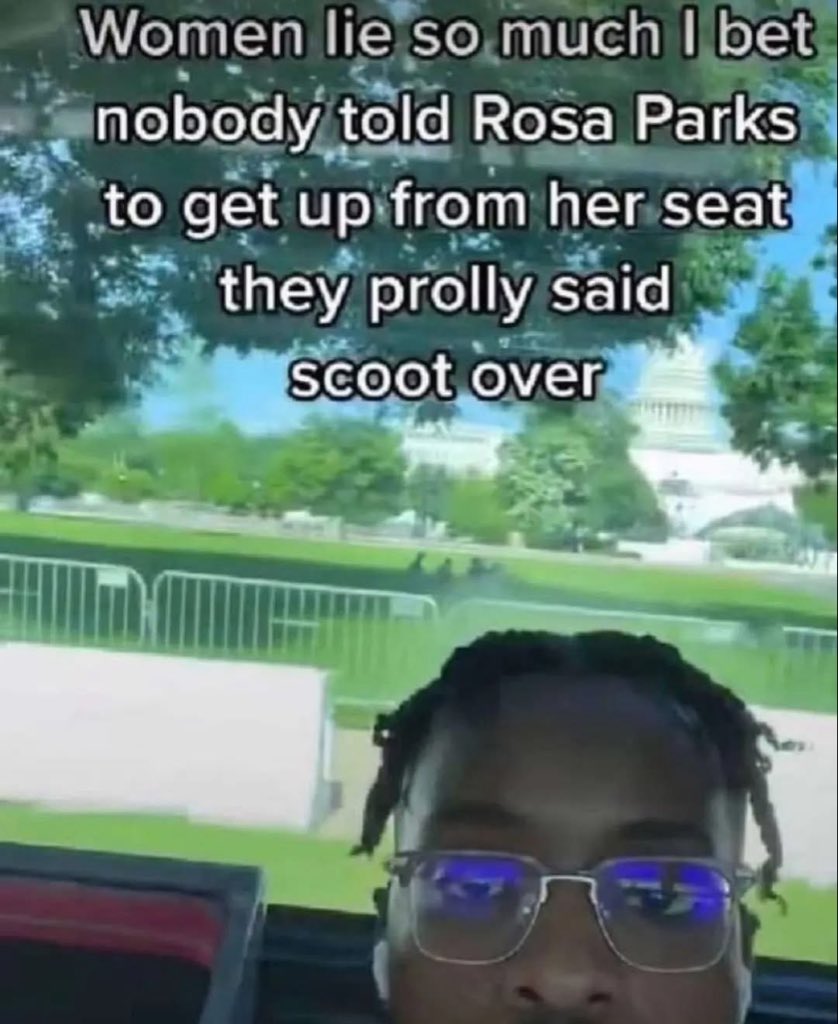 Women lie so much I bet
nobody told Rosa Parks
to get up from her seat
they prolly said
scoot over